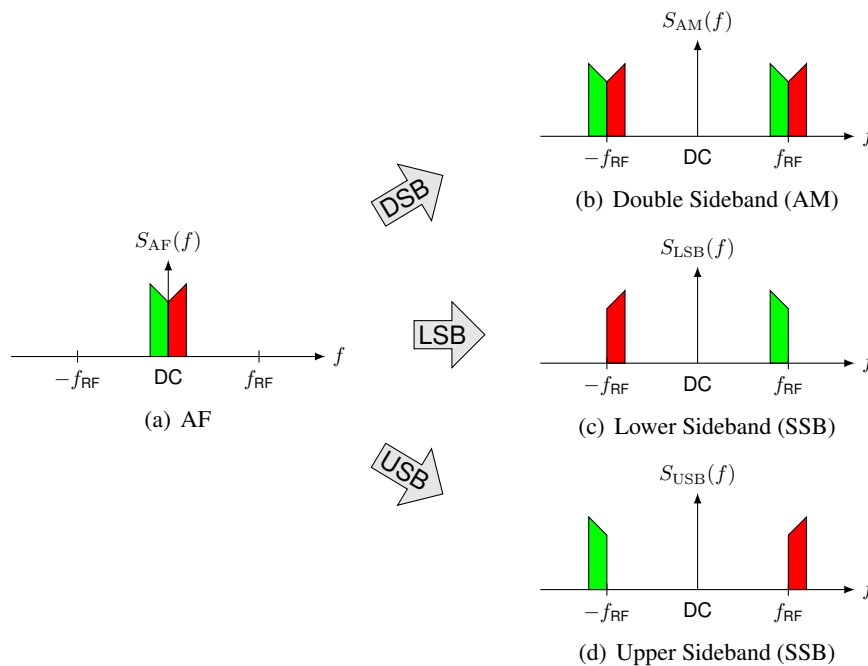 S_AF(f)
f
−f_RF
DC
f_RF
(a) AF
DSB
LSB
USB
S_AM(f)
f
−f_RF
DC
f_RF
(b) Double Sideband (AM)
S_LSB(f)
f
−f_RF
DC
f_RF
(c) Lower Sideband (SSB)
S_USB(f)
f
−f_RF
DC
f_RF
(d) Upper Sideband (SSB)